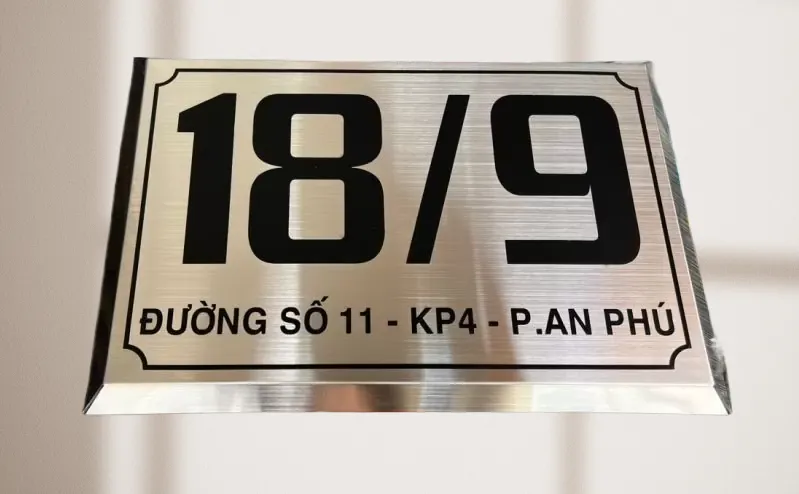 18/9
ĐƯỜNG SỐ 11 - KP4 - P.AN PHÚ